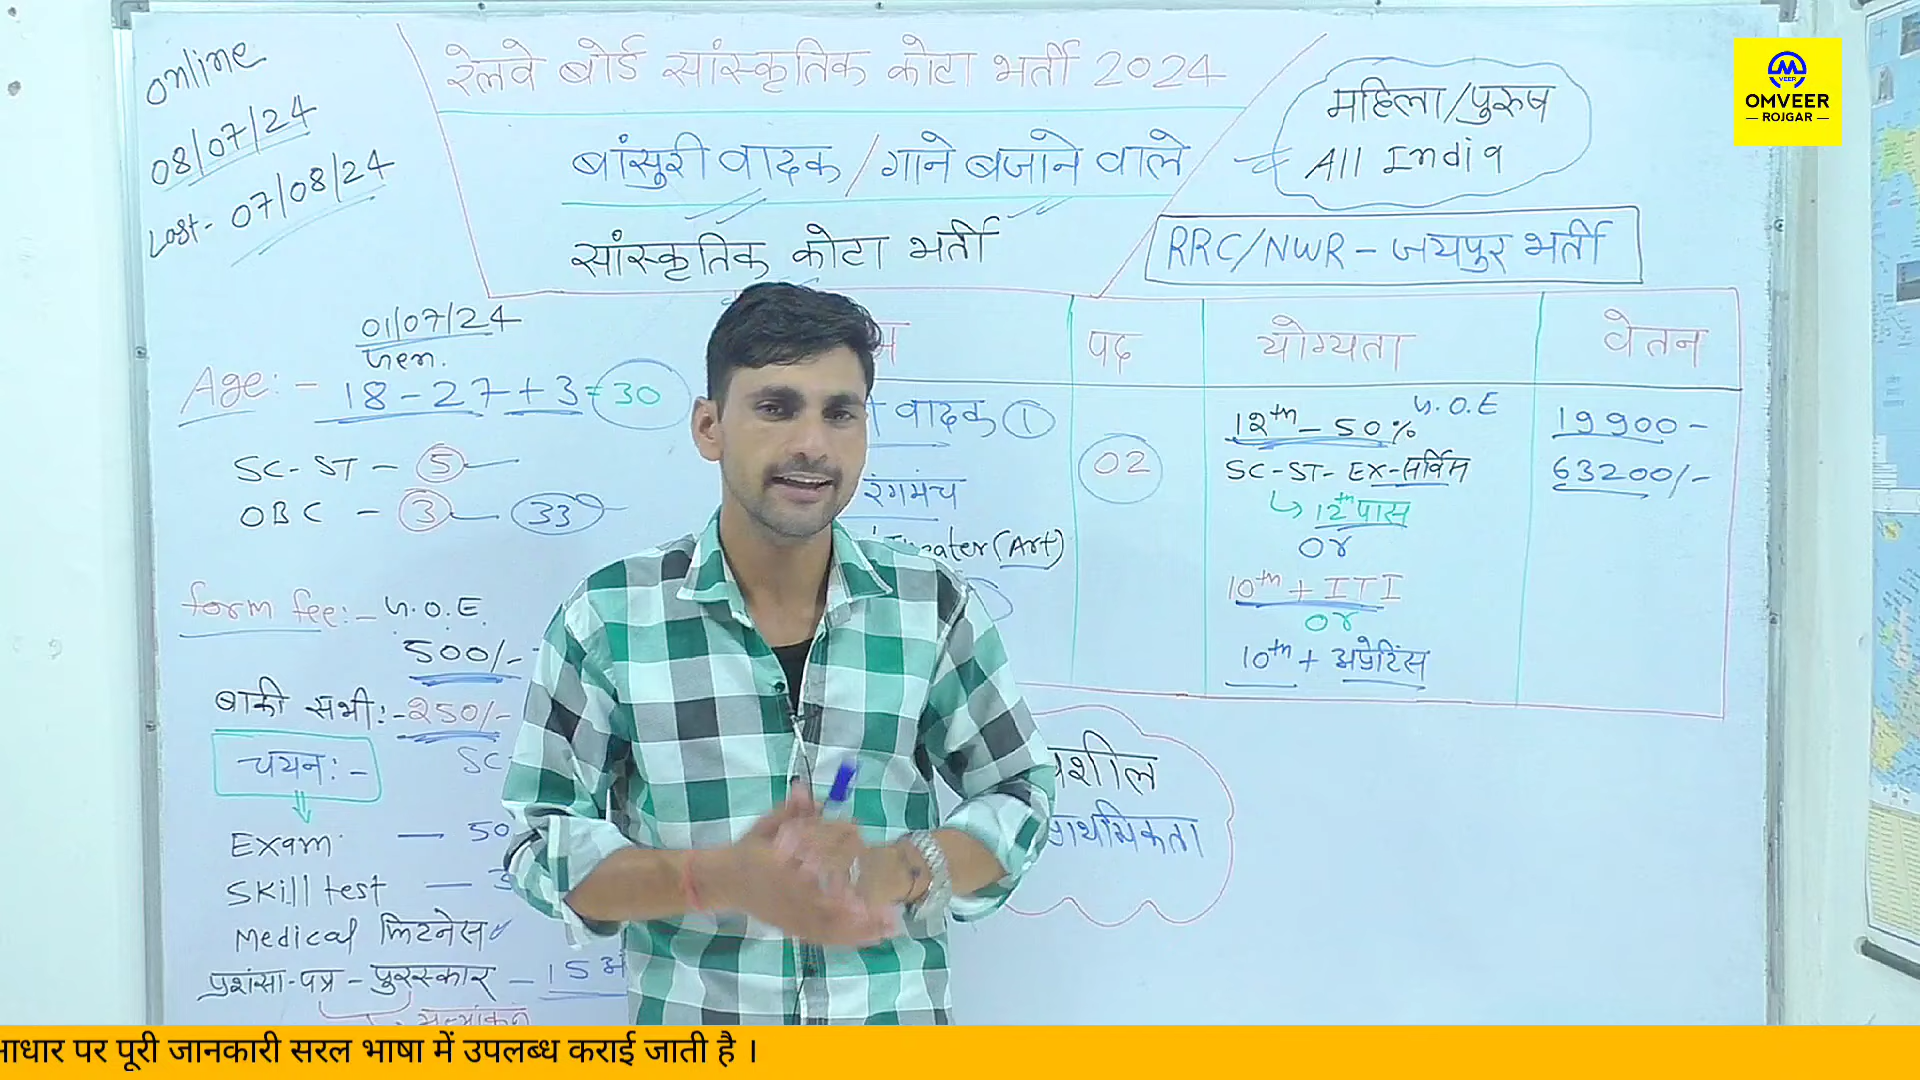 online
08/07/24
Last- 07/08/24
रेलवे बोर्ड सांस्कृतिक कोटा भर्ती 2024
बांसुरी वादक/गाने बजाने वाले
सांस्कृतिक कोटा भर्ती
महिला/पुरुष
All India
RRC/NWR - जयपुर भर्ती
OMVEER
ROJGAR
01/07/24
Age: - 18-27+3=30
SC-ST - 5
OBC - 3 33
form fee:- U.O.E
500/-
बाकी सभी:-250/-
SC
चयन:-
Exam - 50
Skill test
Medical फिटनेस
प्रशंसा-पत्र - पुरस्कार - 15
पद योग्यता वेतन
वादक 1
रंगमंच
(Art)
02
12th - 50% U.O.E
SC-ST- EX-सर्विस
12th पास
or
10th + ITI
or
10th + अप्रेटिंस
19900-
63200/-
शील
प्राथमिकता
आधार पर पूरी जानकारी सरल भाषा में उपलब्ध कराई जाती है ।